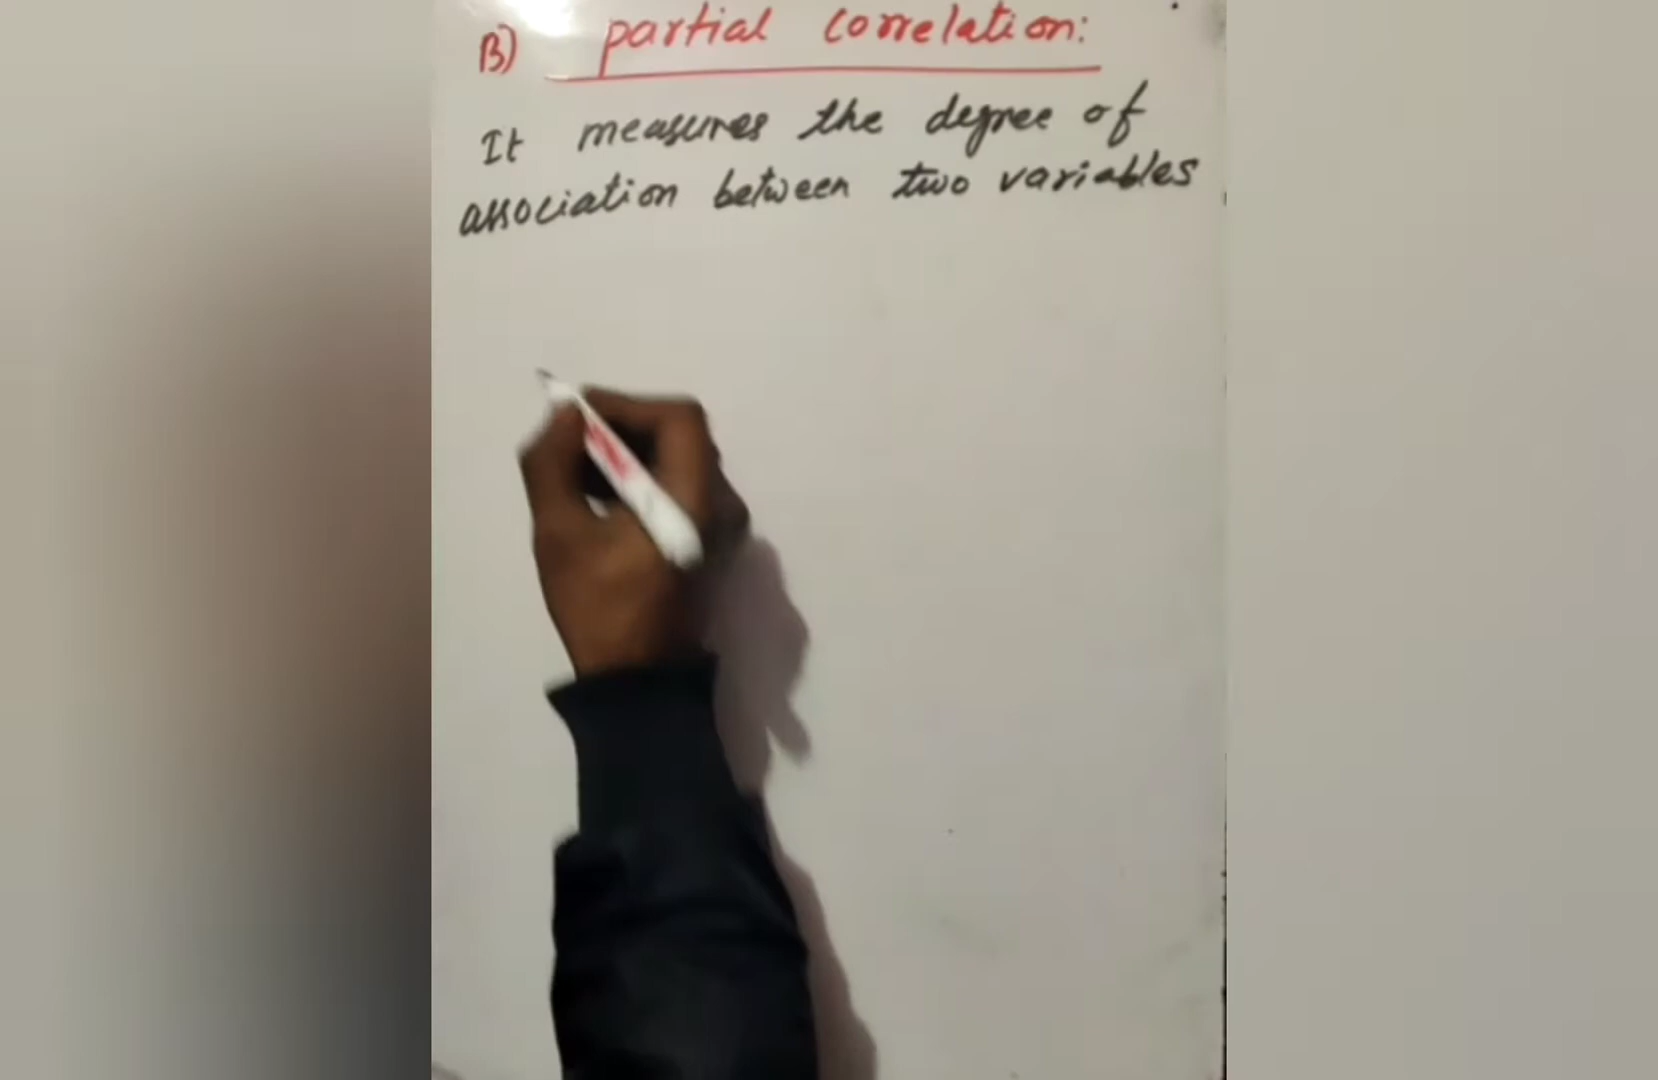 B) partial correlation:
It measures the degree of
association between two variables